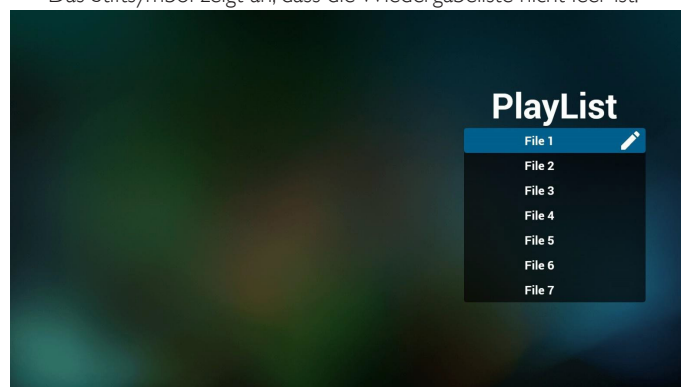 Das Stiftsymbol zeigt an, dass die Wiedergabeliste nicht leer ist.
PlayList
File 1
File 2
File 3
File 4
File 5
File 6
File 7